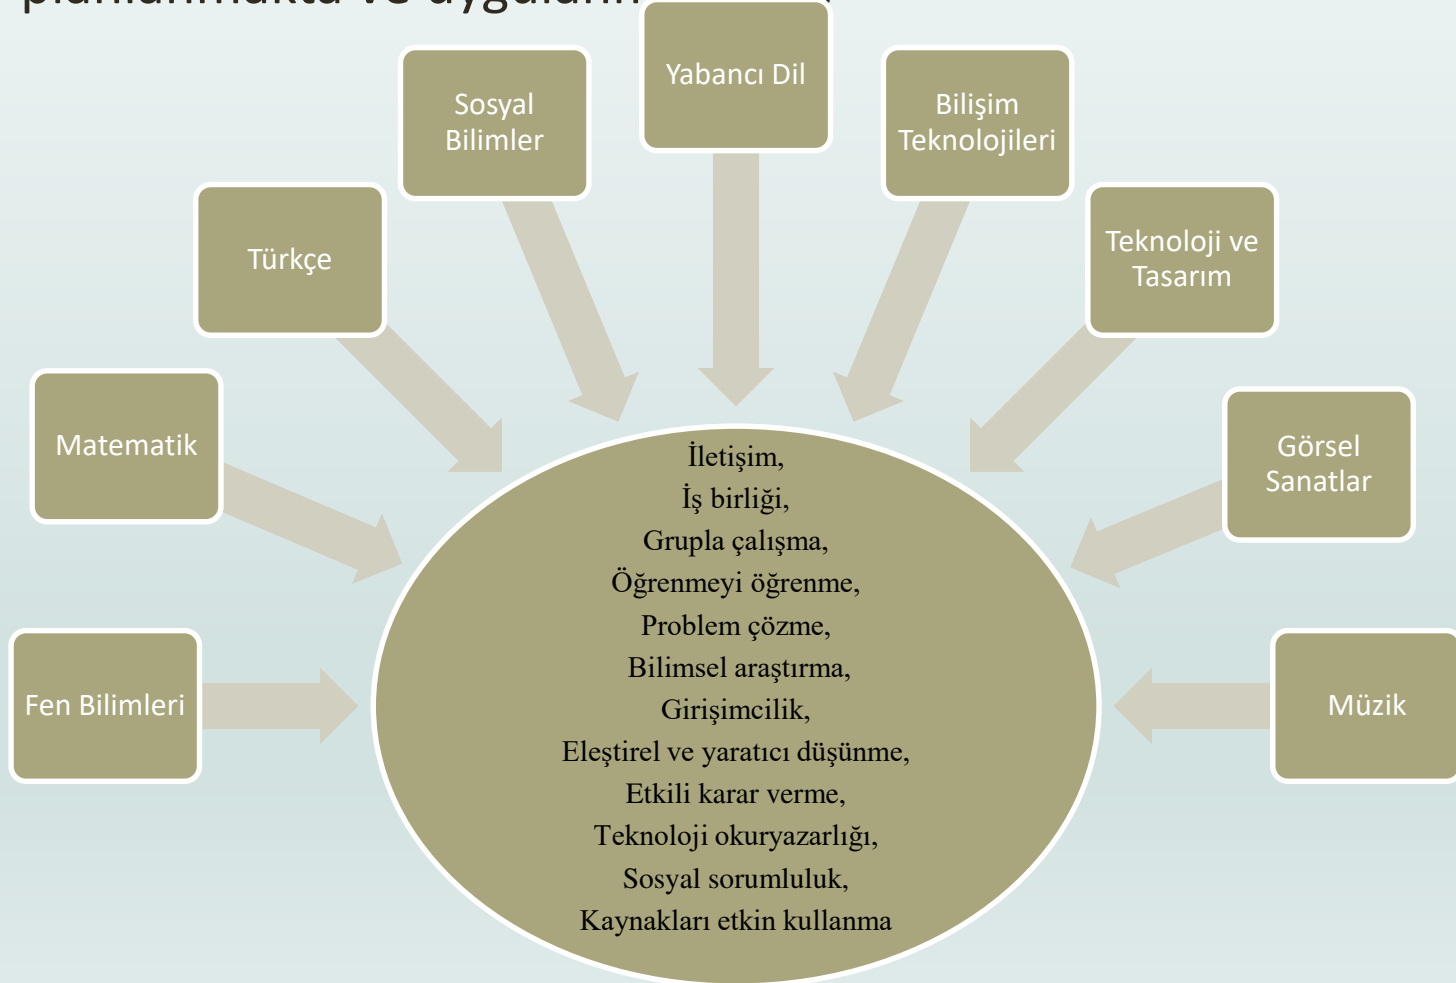 planlanmakta ve
Yabancı Dil
Sosyal
Bilimler
Bilişim
Teknolojileri
Türkçe
Teknoloji ve
Tasarım
Matematik
Görsel
Sanatlar
Fen Bilimleri
Müzik
İletişim,
İş birliği,
Grupla çalışma,
Öğrenmeyi öğrenme,
Problem çözme,
Bilimsel araştırma,
Girişimcilik,
Eleştirel ve yaratıcı düşünme,
Etkili karar verme,
Teknoloji okuryazarlığı,
Sosyal sorumluluk,
Kaynakları etkin kullanma